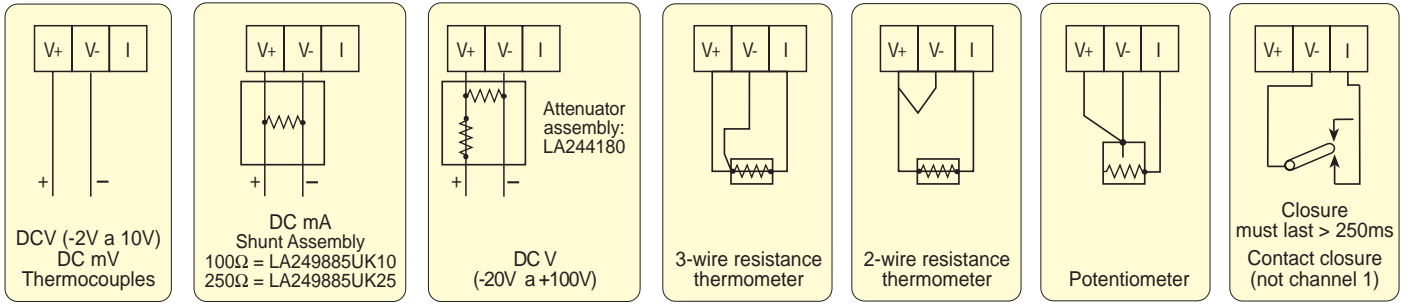 V+ V- I
+ –
DCV (-2V a 10V)
DC mV
Thermocouples
V+ V- I
+ –
DC mA
Shunt Assembly
100Ω = LA249885UK10
250Ω = LA249885UK25
V+ V- I
Attenuator
assembly:
LA244180
+ –
DC V
(-20V a +100V)
V+ V- I
3-wire resistance
thermometer
V+ V- I
2-wire resistance
thermometer
V+ V- I
Potentiometer
V+ V- I
Closure
must last > 250ms
Contact closure
(not channel 1)